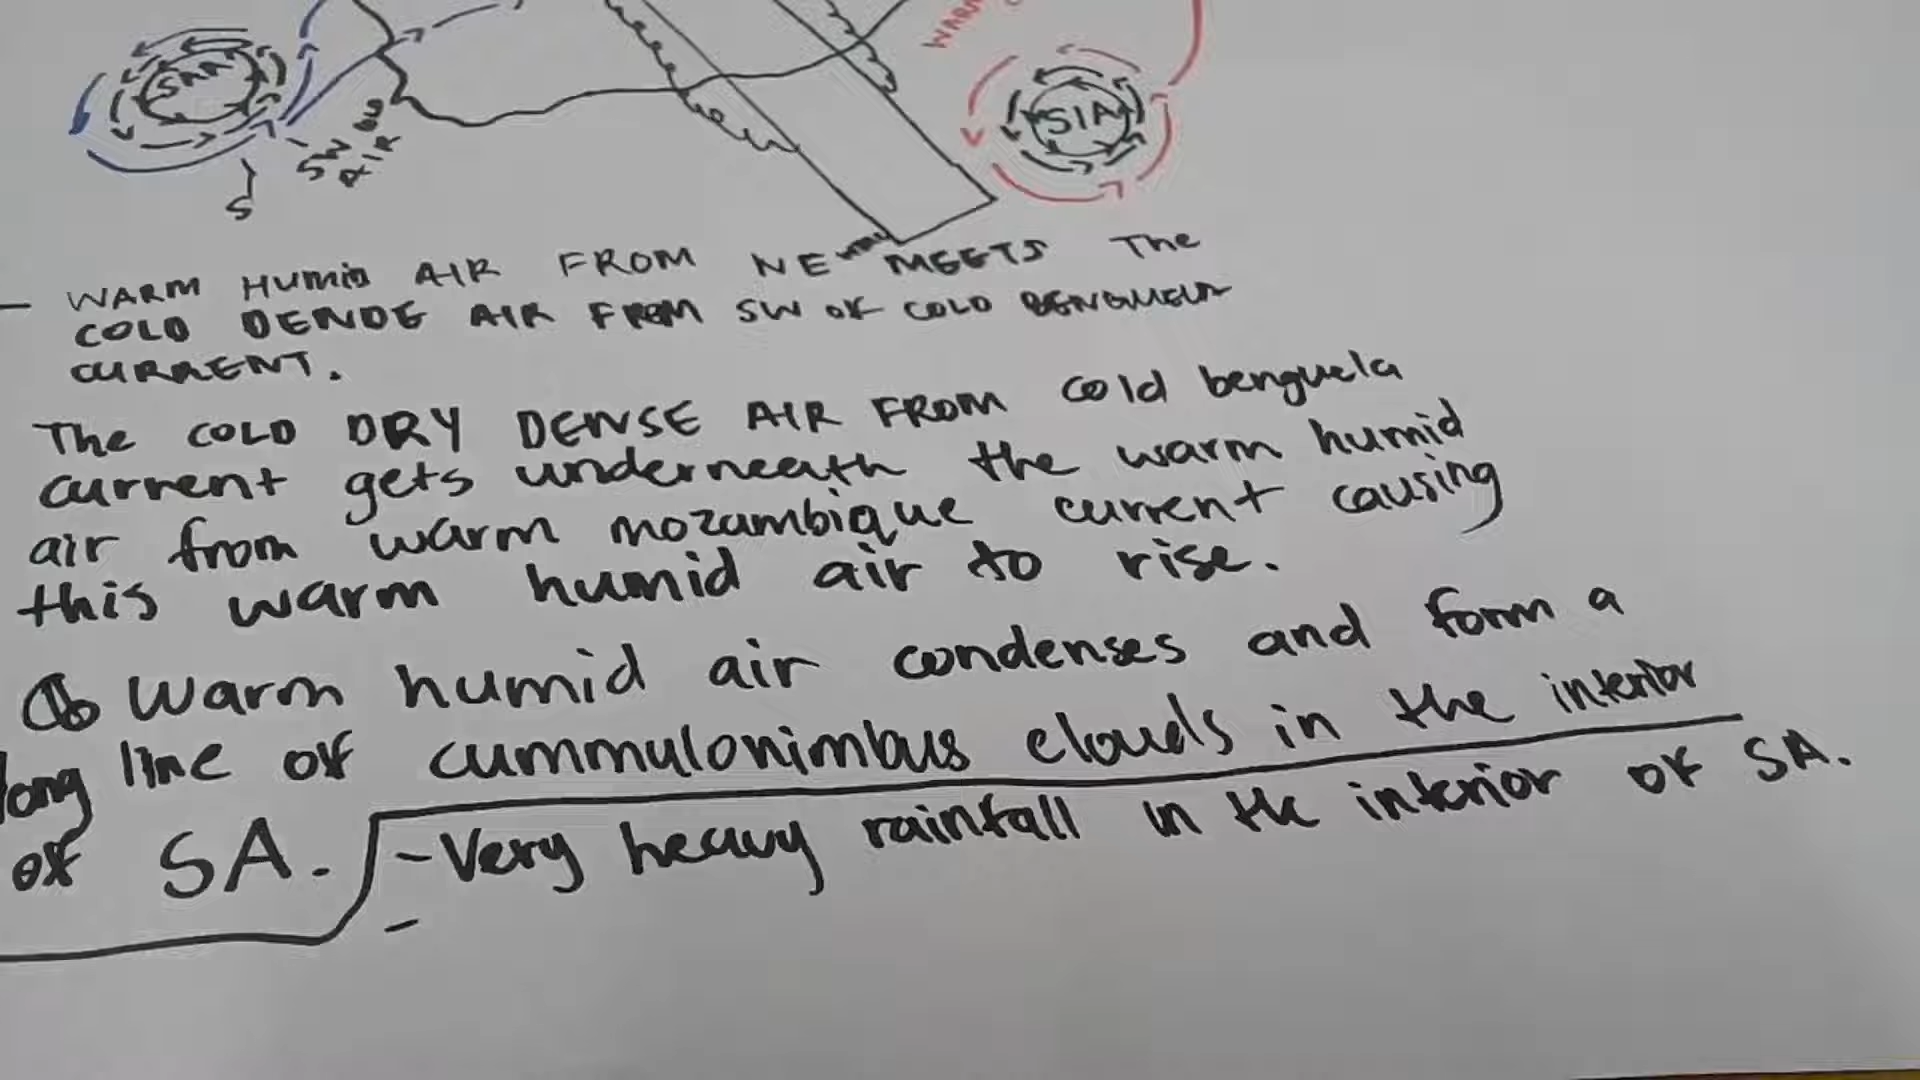 WARM
SAA
SIA
SW
AIR
S
- WARM HUMID AIR FROM NE MEETS The
COLD DENDE AIR FROM SW OF COLD BENGUELA
CURRENT.
The COLD DRY DENSE AIR FROM cold benguela
current gets underneath the warm humid
air from warm mozambique current causing
this warm humid air to rise.
Warm humid air condenses and form a
long line of cummulonimbus clouds in the interior
of SA.
- Very heavy rainfall in the interior of SA.
-